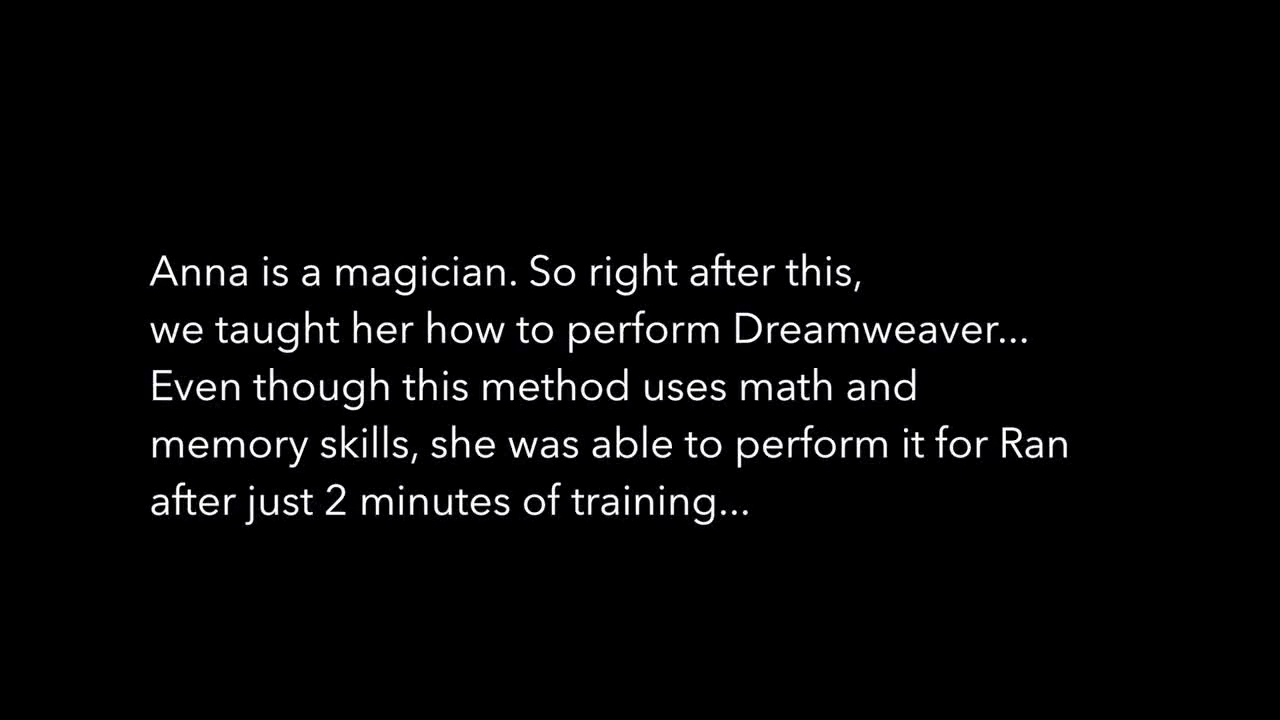 Anna is a magician. So right after this,
we taught her how to perform Dreamweaver...
Even though this method uses math and
memory skills, she was able to perform it for Ran
after just 2 minutes of training...